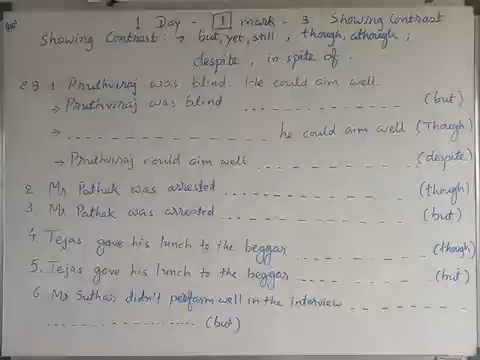 1 Day - 1 mark - 3 Showing Contrast
Showing Contrast : → but, yet, still , though, athough ;
despite , in spite of .
eg 1 Pruthviraj was blind. He could aim well.
→ Pruthviraj was blind _ _ _ _ _ _ _ _ _ _ (but)
→ _ _ _ _ _ _ _ _ _ _ _ _ he could aim well (Though)
→ Pruthviraj could aim well _ _ _ _ _ _ _ _ (despite)
2. Mr Pathak was arrested _ _ _ _ _ _ _ _ _ _ (though)
3. Mr Pathak was arrested _ _ _ _ _ _ _ _ _ _ (but)
4. Tejas gave his lunch to the beggar _ _ _ _ _ _ _ _ (though)
5. Tejas gave his lunch to the beggar _ _ _ _ _ _ _ (but)
6 Mr Suthar didn't perform well in the interview _ _ _ _ _ _ _
_ _ _ _ _ _ _ _ _ _ (but)